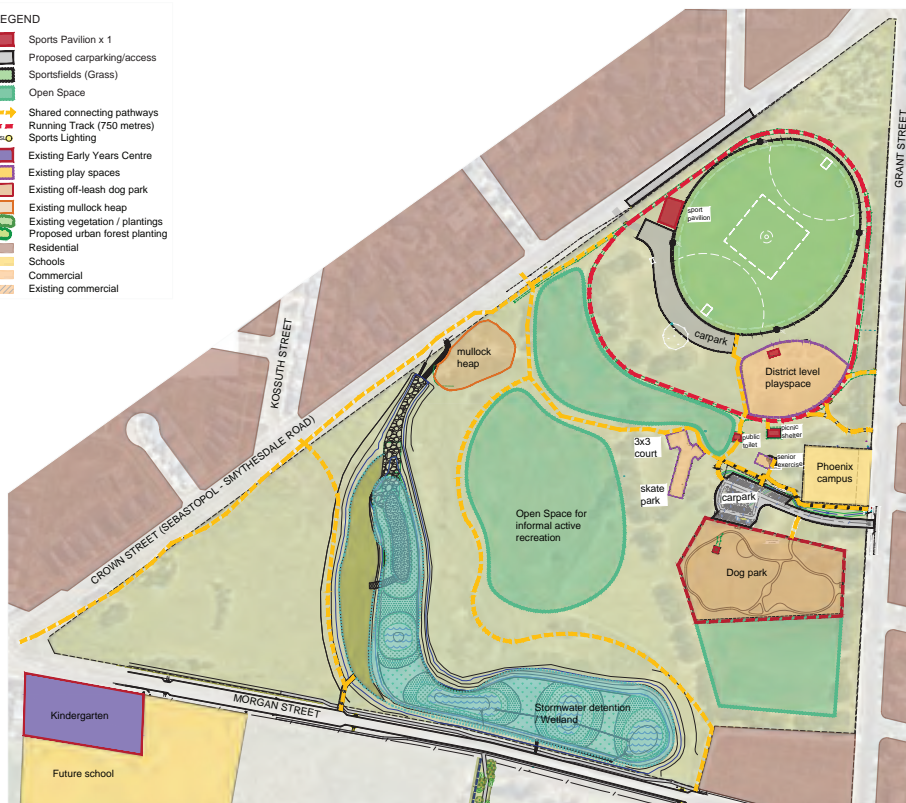 EGEND
Sports Pavilion x 1
Proposed carparking/access
Sportsfields (Grass)
Open Space
Shared connecting pathways
Running Track (750 metres)
Sports Lighting
Existing Early Years Centre
Existing play spaces
Existing off-leash dog park
Existing mullock heap
Existing vegetation / plantings
Proposed urban forest planting
Residential
Schools
Commercial
Existing commercial
GRANT STREET
sport
pavilion
carpark
mullock
heap
District level
playspace
KOSSUTH STREET
CROWN STREET (SEBASTOPOL - SMYTHESDALE ROAD)
3x3
court
public
toilet
picnic
shelter
senior
exercise
Phoenix
campus
skate
park
carpark
Open Space for
informal active
recreation
Dog park
MORGAN STREET
Stormwater detention
/ Wetland
Kindergarten
Future school